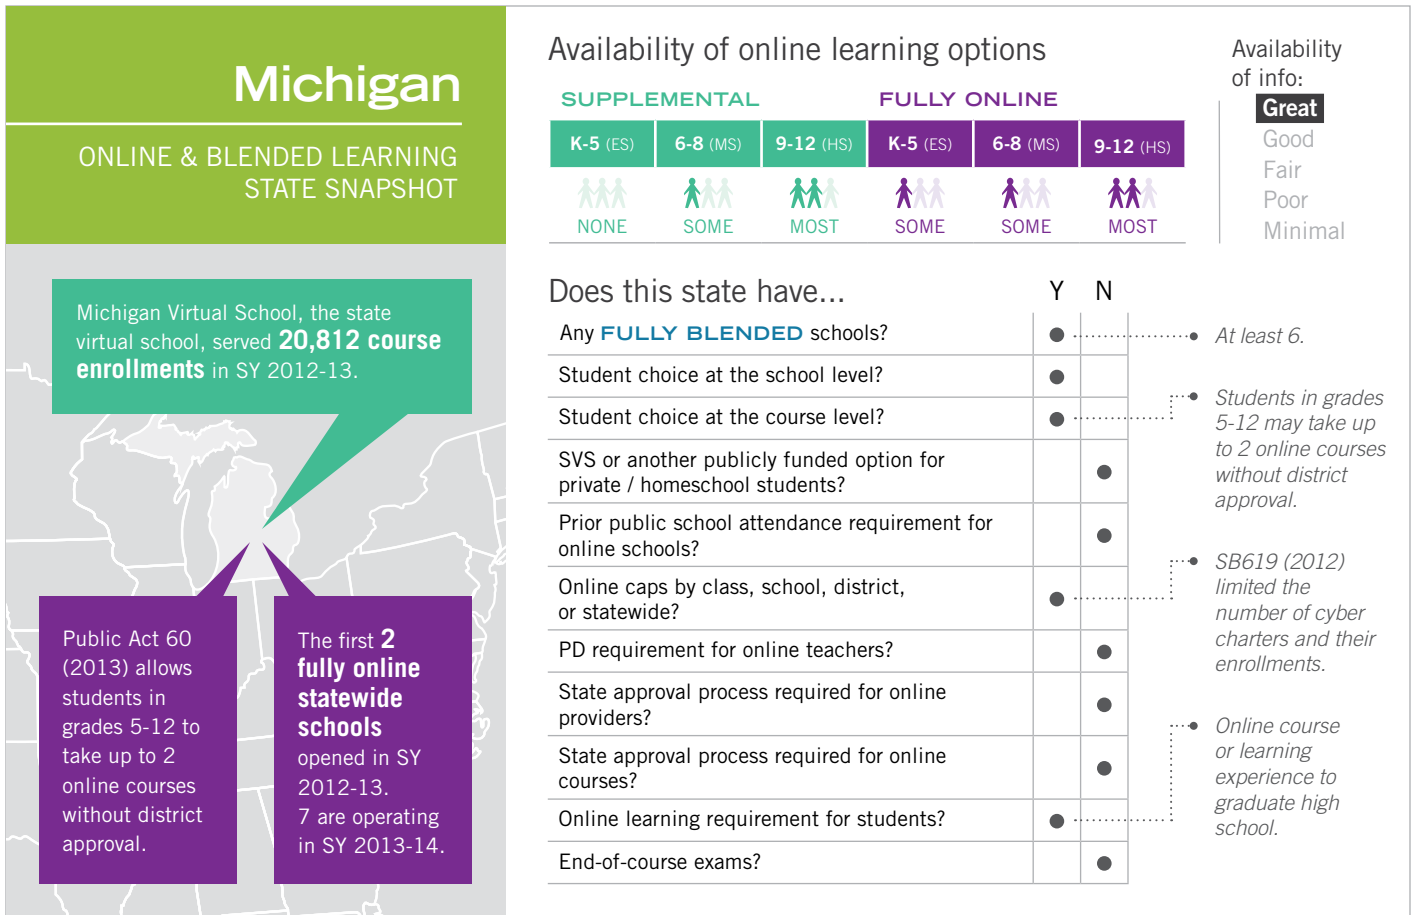 Michigan
ONLINE & BLENDED LEARNING
STATE SNAPSHOT
Michigan Virtual School, the state
virtual school, served 20,812 course
enrollments in SY 2012-13.
Public Act 60
(2013) allows
students in
grades 5-12 to
take up to 2
online courses
without district
approval.
The first 2
fully online
statewide
schools
opened in SY
2012-13.
7 are operating
in SY 2013-14.
Availability of online learning options
SUPPLEMENTAL FULLY ONLINE
K-5 (ES) 6-8 (MS) 9-12 (HS) K-5 (ES) 6-8 (MS) 9-12 (HS)
NONE SOME MOST SOME SOME MOST
Availability
of info:
Great
Good
Fair
Poor
Minimal
Does this state have... Y N
Any FULLY BLENDED schools?
At least 6.
Student choice at the school level?
Student choice at the course level?
Students in grades
5-12 may take up
to 2 online courses
without district
approval.
SVS or another publicly funded option for
private / homeschool students?
Prior public school attendance requirement for
online schools?
Online caps by class, school, district,
or statewide?
SB619 (2012)
limited the
number of cyber
charters and their
enrollments.
PD requirement for online teachers?
State approval process required for online
providers?
State approval process required for online
courses?
Online learning requirement for students?
Online course
or learning
experience to
graduate high
school.
End-of-course exams?